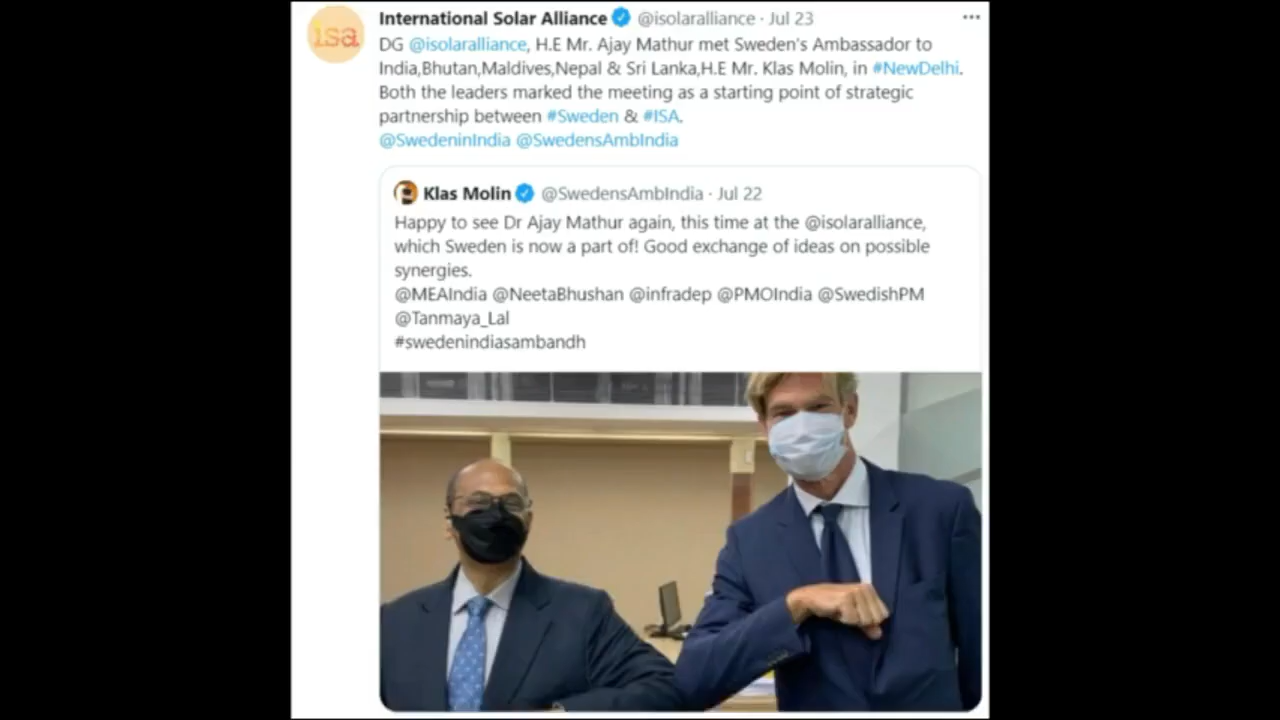 isa
International Solar Alliance @isolaralliance · Jul 23
DG @isolaralliance, H.E Mr. Ajay Mathur met Sweden's Ambassador to
India,Bhutan,Maldives,Nepal & Sri Lanka,H.E Mr. Klas Molin, in #NewDelhi.
Both the leaders marked the meeting as a starting point of strategic
partnership between #Sweden & #ISA.
@SwedeninIndia @SwedensAmbIndia
Klas Molin @SwedensAmbIndia · Jul 22
Happy to see Dr Ajay Mathur again, this time at the @isolaralliance,
which Sweden is now a part of! Good exchange of ideas on possible
synergies.
@MEAIndia @NeetaBhushan @infradep @PMOIndia @SwedishPM
@Tanmaya_Lal
#swedenindiasambandh